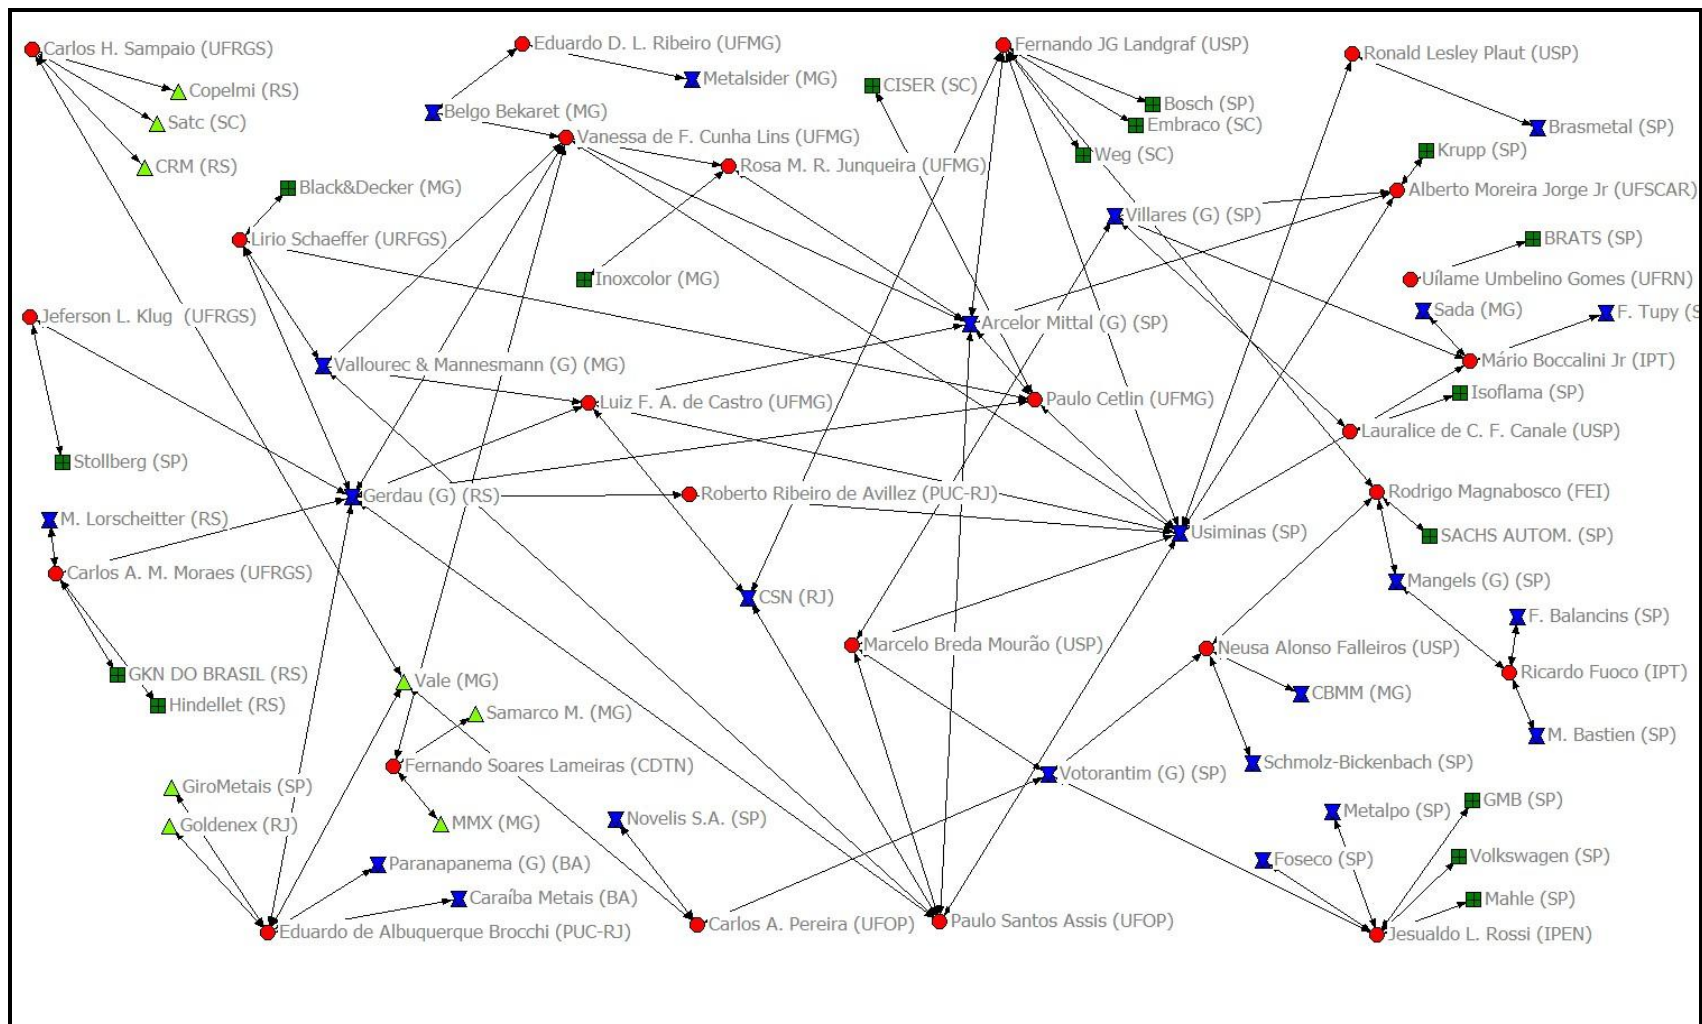 Carlos H. Sampaio (UFRGS)
Eduardo D. L. Ribeiro (UFMG)
Fernando JG Landgraf (USP)
Ronald Lesley Plaut (USP)
Copelmi (RS)
Metalsider (MG)
CISER (SC)
Bosch (SP)
Satc (SC)
Belgo Bekaret (MG)
Embraco (SC)
Brasmetal (SP)
Vanessa de F. Cunha Lins (UFMG)
Weg (SC)
Krupp (SP)
CRM (RS)
Rosa M. R. Junqueira (UFMG)
Black&Decker (MG)
Alberto Moreira Jorge Jr (UFSCAR)
Villares (G) (SP)
Lirio Schaeffer (URFGS)
BRATS (SP)
Inoxcolor (MG)
Uílame Umbelino Gomes (UFRN)
Jeferson L. Klug (UFRGS)
Arcelor Mittal (G) (SP)
Sada (MG)
F. Tupy (S
Vallourec & Mannesmann (G) (MG)
Mário Boccalini Jr (IPT)
Luiz F. A. de Castro (UFMG)
Paulo Cetlin (UFMG)
Isoflama (SP)
Lauralice de C. F. Canale (USP)
Stollberg (SP)
Gerdau (G) (RS)
Roberto Ribeiro de Avillez (PUC-RJ)
Rodrigo Magnabosco (FEI)
M. Lorscheitter (RS)
Usiminas (SP)
SACHS AUTOM. (SP)
Carlos A. M. Moraes (UFRGS)
CSN (RJ)
Mangels (G) (SP)
F. Balancins (SP)
Marcelo Breda Mourão (USP)
Neusa Alonso Falleiros (USP)
GKN DO BRASIL (RS)
Vale (MG)
Ricardo Fuoco (IPT)
Hindellet (RS)
Samarco M. (MG)
CBMM (MG)
M. Bastien (SP)
Fernando Soares Lameiras (CDTN)
Votorantim (G) (SP)
Schmolz-Bickenbach (SP)
GiroMetais (SP)
Goldenex (RJ)
MMX (MG)
Novelis S.A. (SP)
Metalpo (SP)
GMB (SP)
Paranapanema (G) (BA)
Foseco (SP)
Volkswagen (SP)
Caraíba Metais (BA)
Mahle (SP)
Eduardo de Albuquerque Brocchi (PUC-RJ)
Carlos A. Pereira (UFOP)
Paulo Santos Assis (UFOP)
Jesualdo L. Rossi (IPEN)